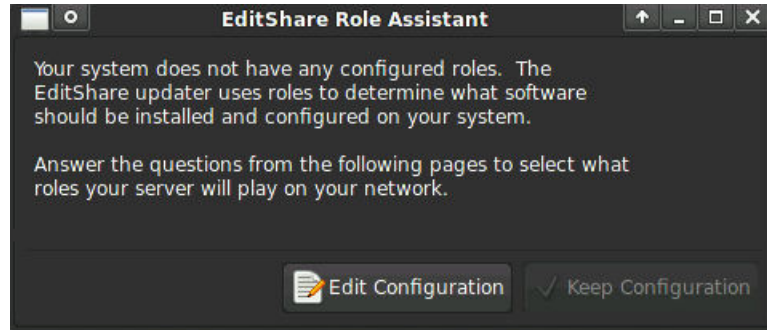 EditShare Role Assistant
Your system does not have any configured roles.  The
EditShare updater uses roles to determine what software
should be installed and configured on your system.
Answer the questions from the following pages to select what
roles your server will play on your network.
Edit Configuration
Keep Configuration